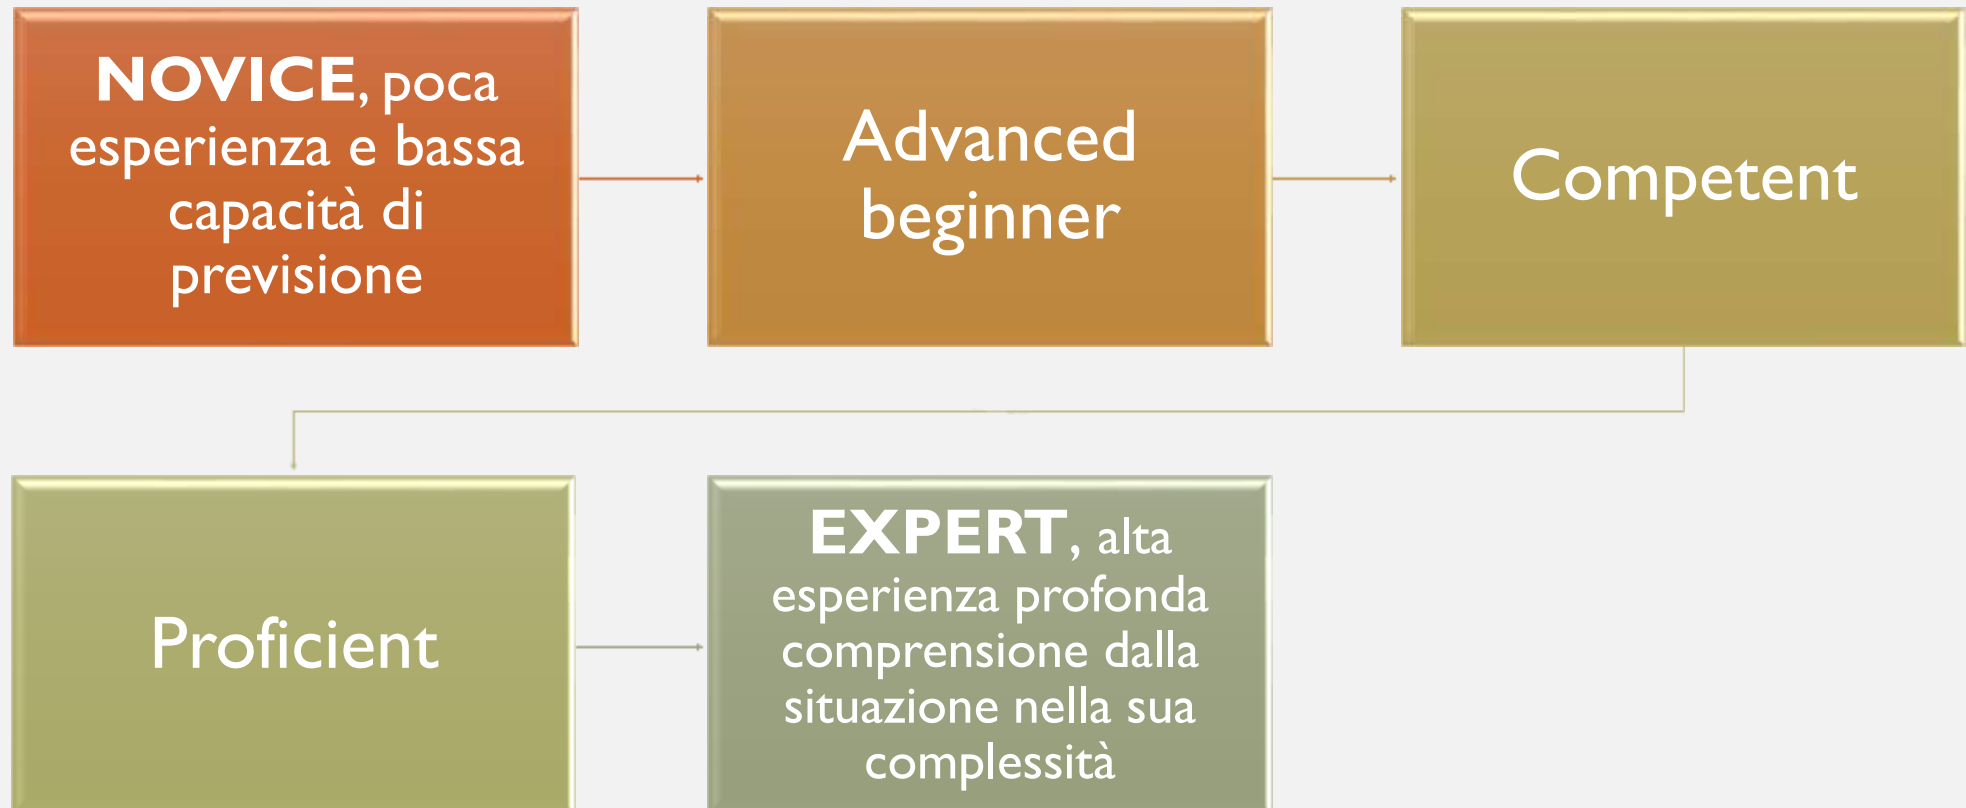 NOVICE, poca
esperienza e bassa
capacità di
previsione
Advanced
beginner
Competent
Proficient
EXPERT, alta
esperienza profonda
comprensione dalla
situazione nella sua
complessità